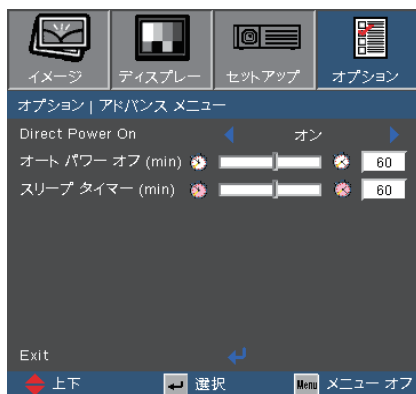 イメージ ディスプレー セットアップ オプション
オプション | アドバンス メニュー
Direct Power On オン
オート パワー オフ (min) 60
スリープ タイマー (min) 60
Exit
上下 選択 Menu メニュー オフ